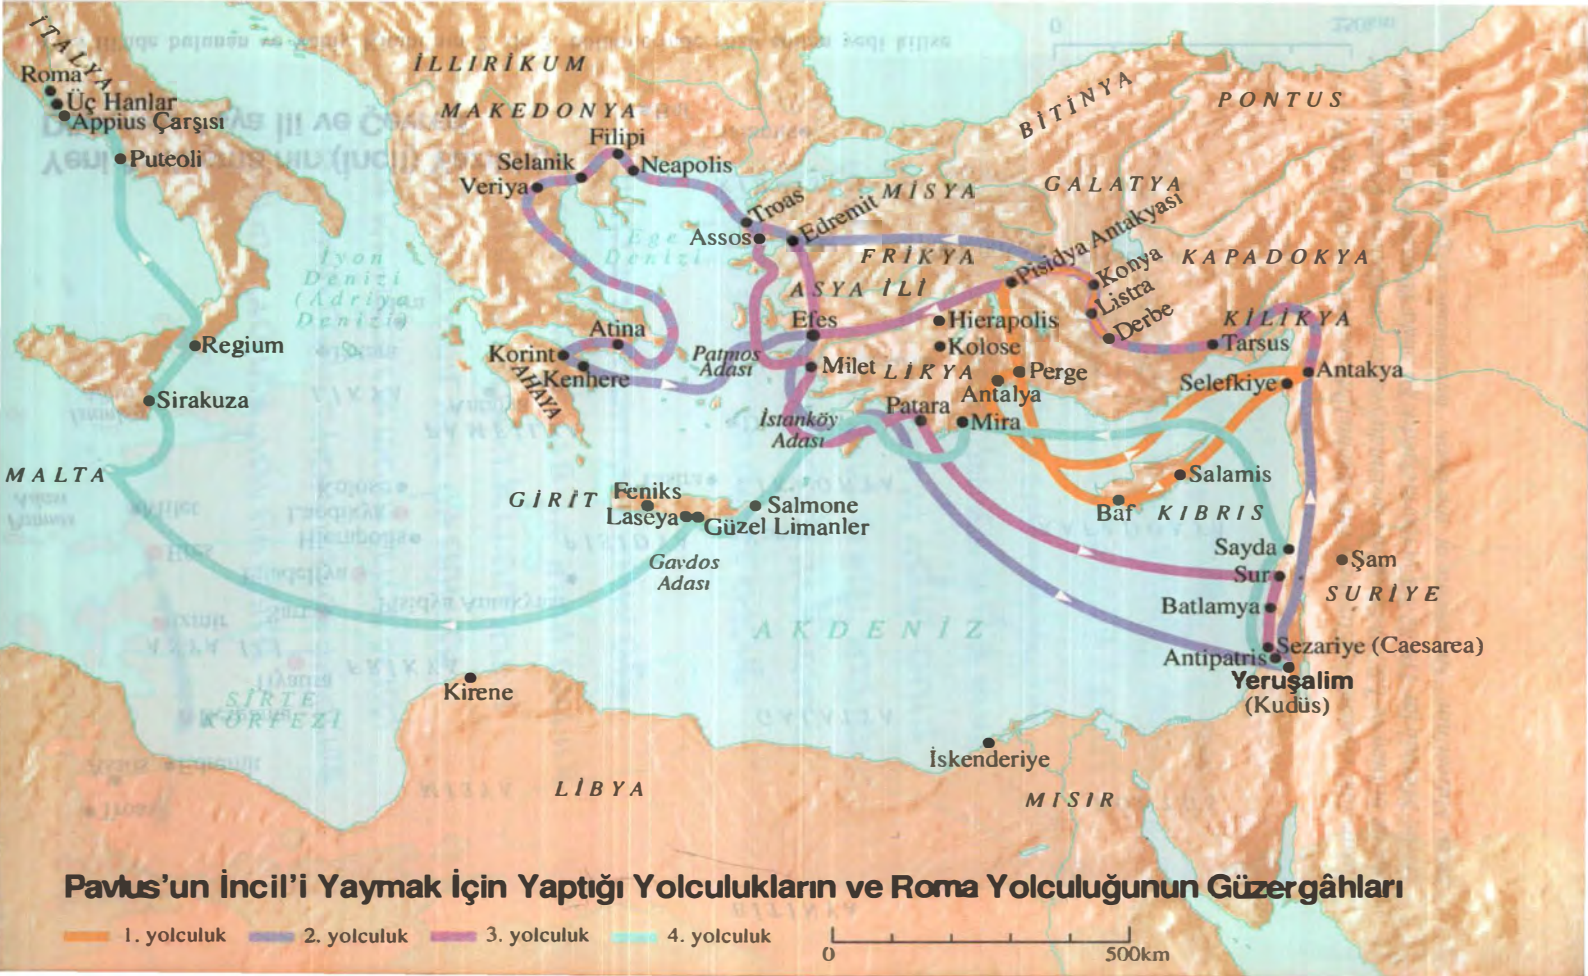 İTALYA
Roma
Üç Hanlar
Appius Çarşısı
Puteoli
Regium
Sirakuza
MALTA
İLLIRİKUM
MAKEDONYA
Filipi
Selanik
Neapolis
Veriya
İyon
Denizi
(Adriya
Denizi)
Ege
Denizi
Troas
Assos
Edremit
MİSYA
BİTİNYA
PONTUS
GALATYA
Pisidya Antakyası
KAPADOKYA
FRİKYA
ASYA İLİ
Konya
Listra
Derbe
KİLİKYA
Tarsus
Efes
Hierapolis
Kolose
Atina
Korint
Kenhere
AHAYA
Patmos
Adası
Milet
LİKYA
Perge
Antalya
Selefkiye
Antakya
Patara
Mira
İstanköy
Adası
Salamis
Baf
KIBRIS
GİRİT
Feniks
Laseya
Güzel Limanler
Salmone
Gavdos
Adası
Sayda
Şam
Sur
SURİYE
Batlamya
Sezariye (Caesarea)
Antipatris
Yeruşalim
(Kudüs)
AKDENİZ
Kirene
SİRTE
KÖRFEZİ
LİBYA
İskenderiye
MISIR
Pavlus'un İncil'i Yaymak İçin Yaptığı Yolculukların ve Roma Yolculuğunun Güzergâhları
1. yolculuk 2. yolculuk 3. yolculuk 4. yolculuk
0 500km